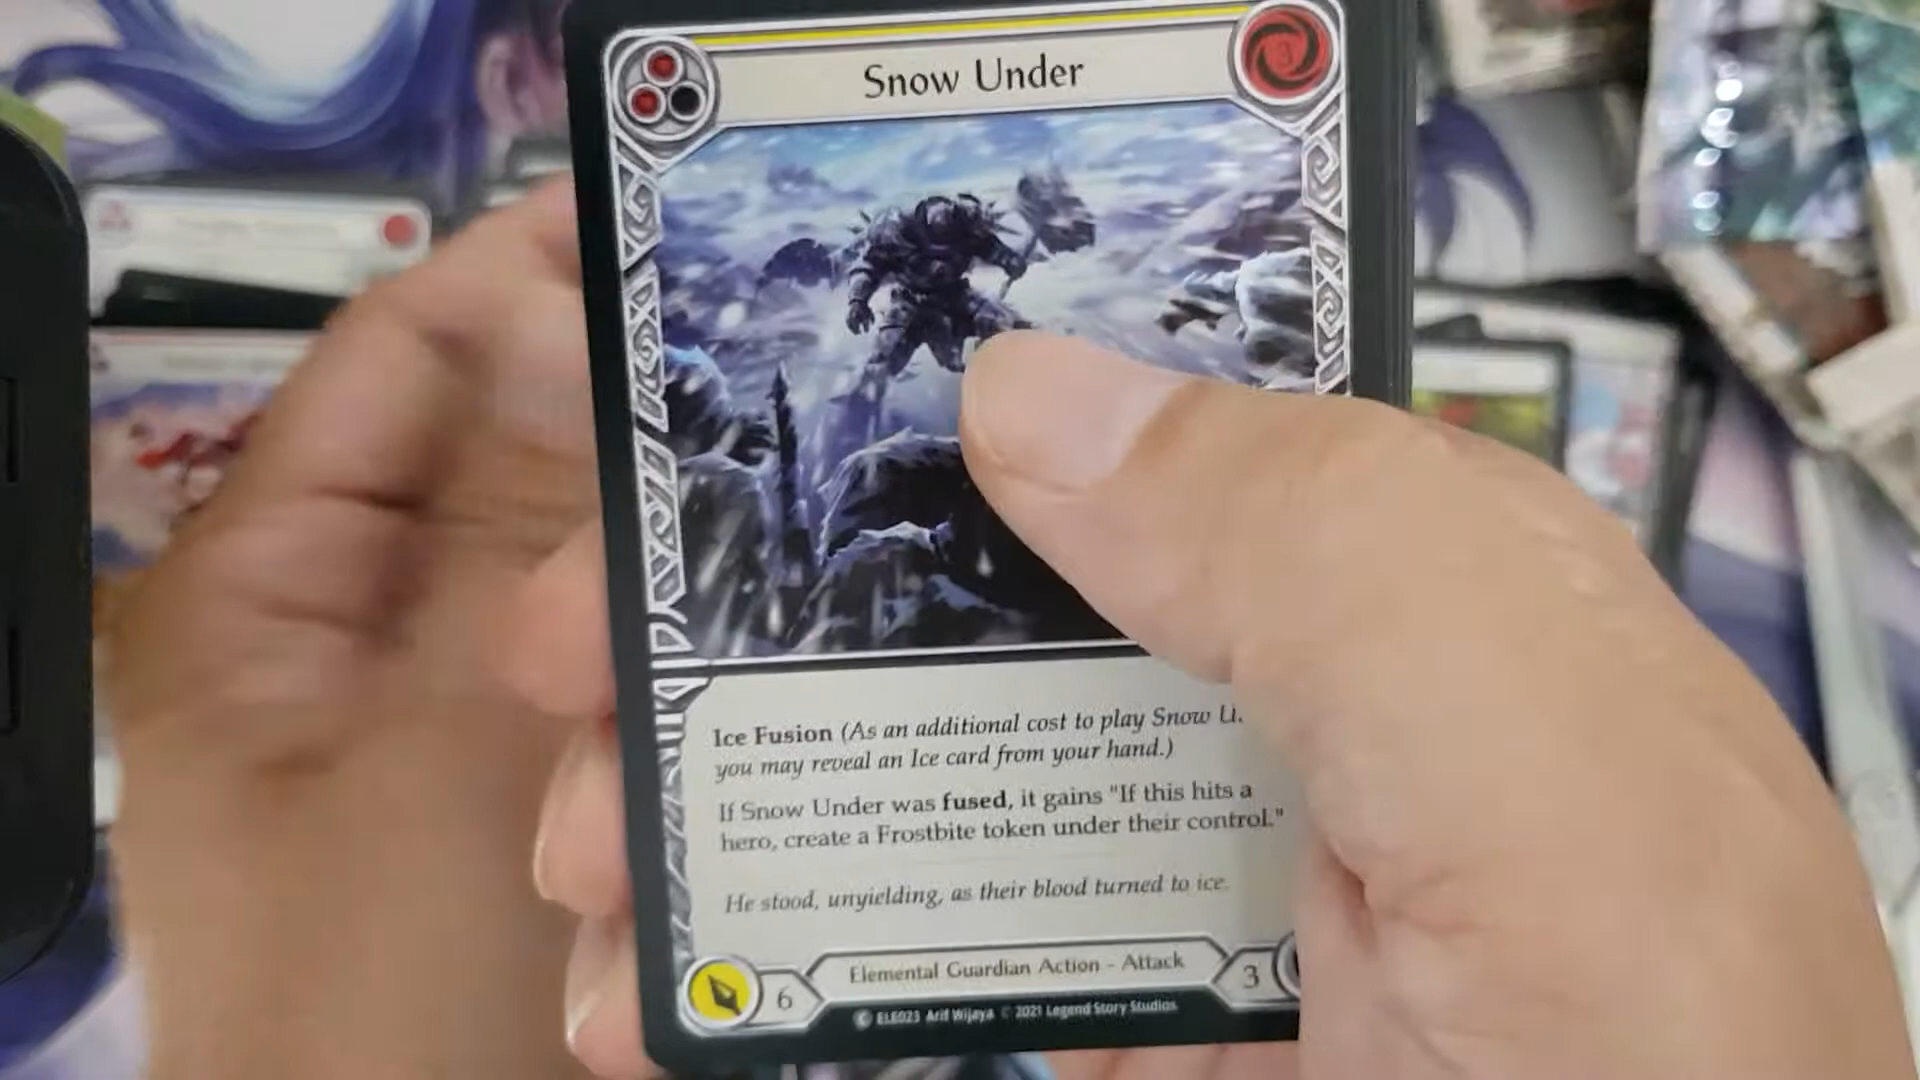 Snow Under
3
Ice Fusion (As an additional cost to play Snow U
you may reveal an Ice card from your hand.)
If Snow Under was fused, it gains "If this hits a
hero, create a Frostbite token under their control."
He stood, unyielding, as their blood turned to ice.
6
Elemental Guardian Action - Attack
3
C ELE023 Arif Wijaya © 2021 Legend Story Studios